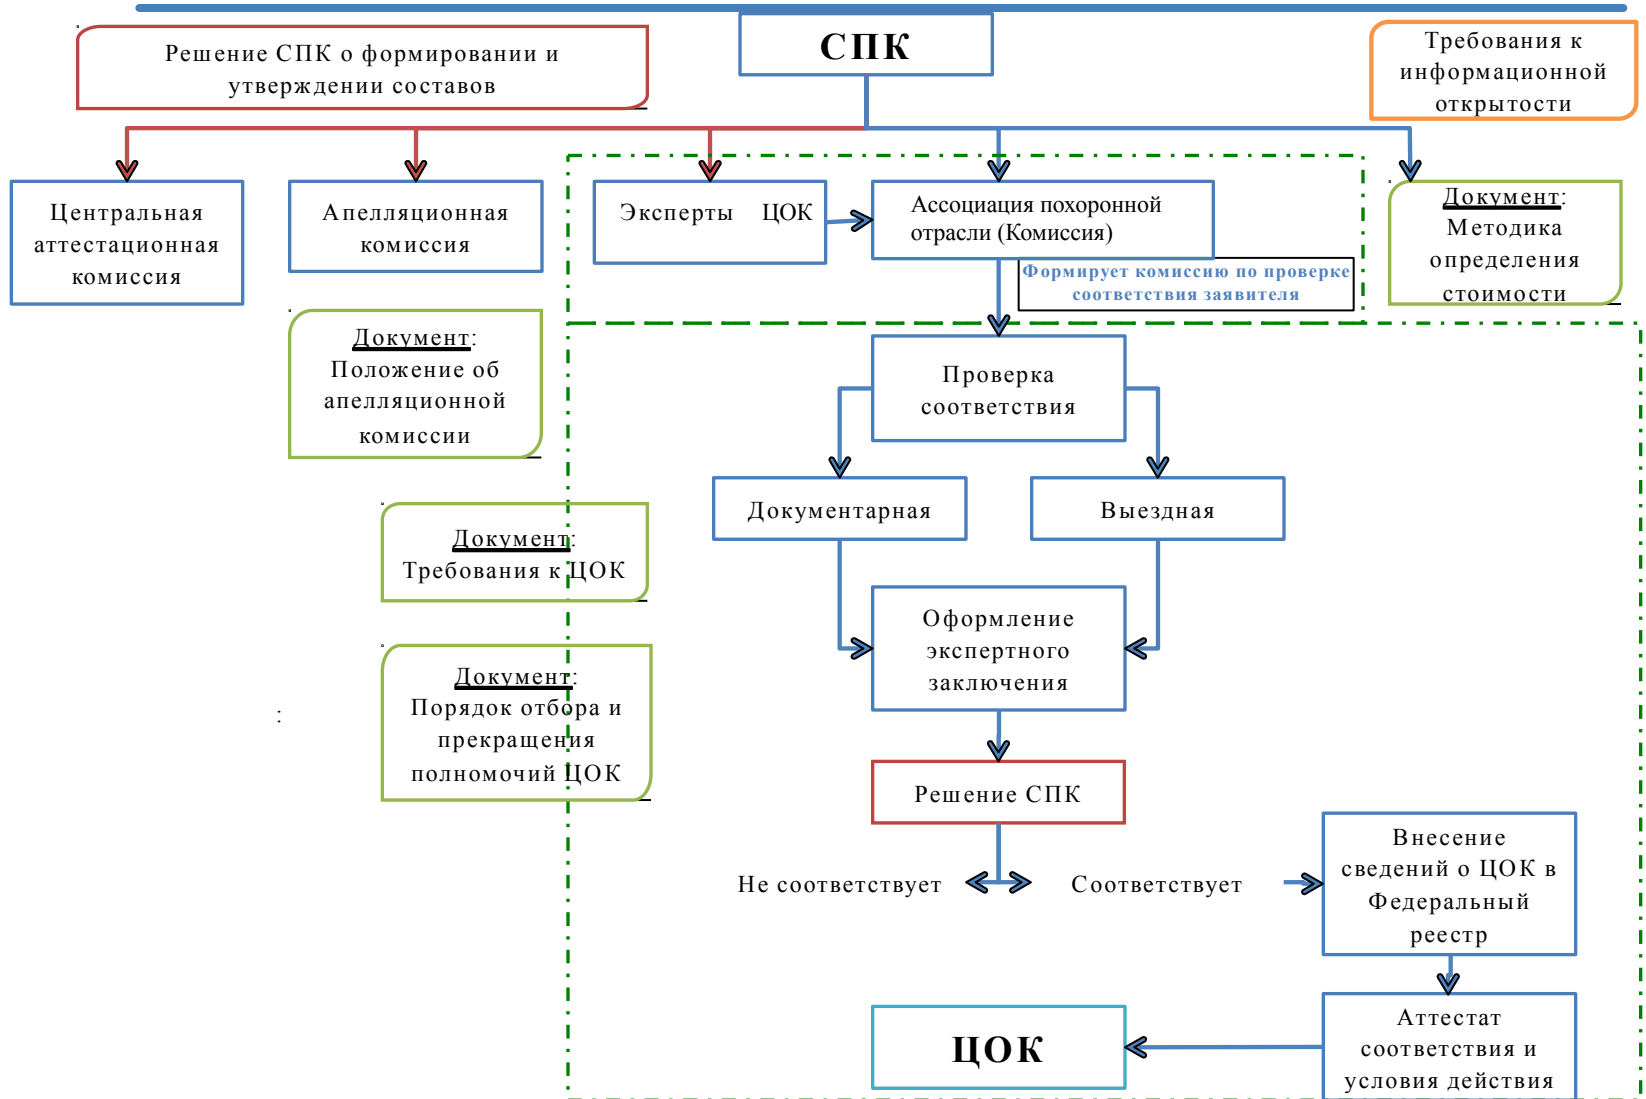 Решение СПК о формировании и
утверждении составов
СПК
Требования к
информационной
открытости
Центральная
аттестационная
комиссия
Апелляционная
комиссия
Эксперты ЦОК
Ассоциация похоронной
отрасли (Комиссия)
Формирует комиссию по проверке
соответствия заявителя
Документ:
Методика
определения
стоимости
Документ:
Положение об
апелляционной
комиссии
Проверка
соответствия
Документарная
Выездная
Документ:
Требования к ЦОК
Оформление
экспертного
заключения
Документ:
Порядок отбора и
прекращения
полномочий ЦОК
:
Решение СПК
Не соответствует
Соответствует
Внесение
сведений о ЦОК в
Федеральный
реестр
ЦОК
Аттестат
соответствия и
условия действия